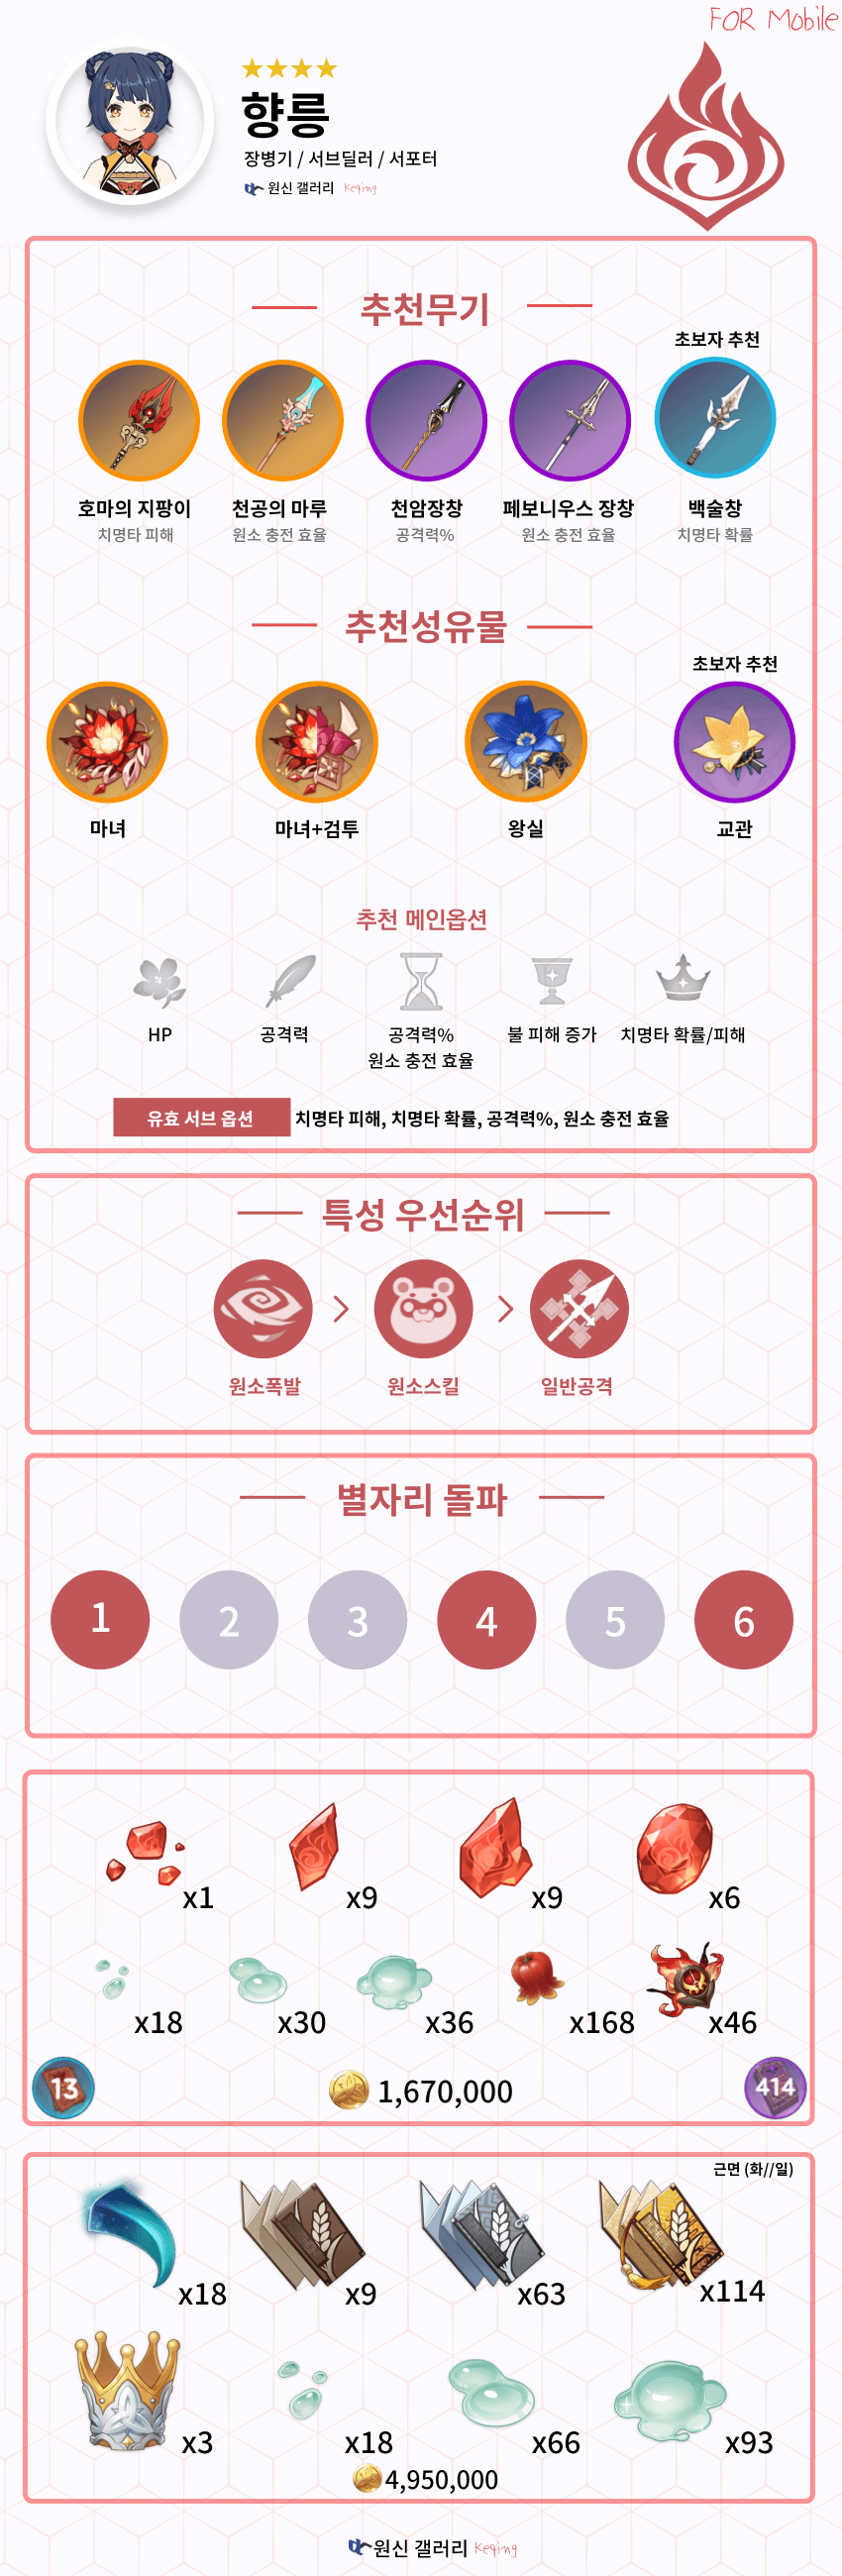 FOR Mobile
향릉
장병기 / 서브딜러 / 서포터
원신 갤러리 Keqing
추천무기
초보자 추천
호마의 지팡이 천공의 마루 천암장창 페보니우스 장창 백술창
치명타 피해 원소 충전 효율 공격력% 원소 충전 효율 치명타 확률
추천성유물
초보자 추천
마녀 마녀+검투 왕실 교관
추천 메인옵션
HP 공격력 공격력% 불 피해 증가 치명타 확률/피해
원소 충전 효율
유효 서브 옵션 치명타 피해, 치명타 확률, 공격력%, 원소 충전 효율
특성 우선순위
원소폭발 원소스킬 일반공격
별자리 돌파
1 2 3 4 5 6
x1 x9 x9 x6
x18 x30 x36 x168 x46
13 1,670,000 414
근면 (화//일)
x18 x9 x63 x114
x3 x18 x66 x93
4,950,000
원신 갤러리 Keqing